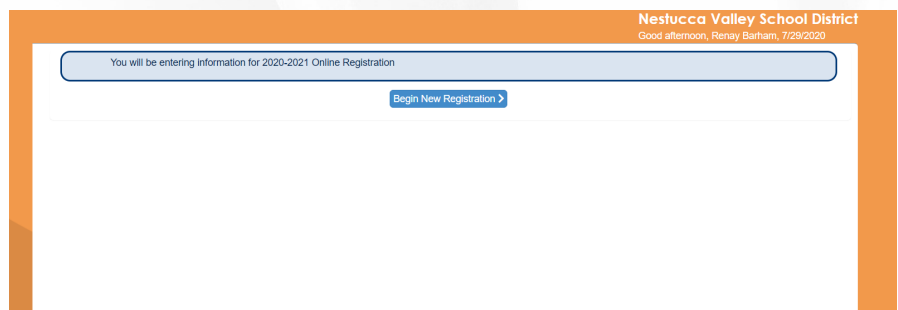 Nestucca Valley School District
Good afternoon, Renay Barham, 7/29/2020
You will be entering information for 2020-2021 Online Registration
Begin New Registration >